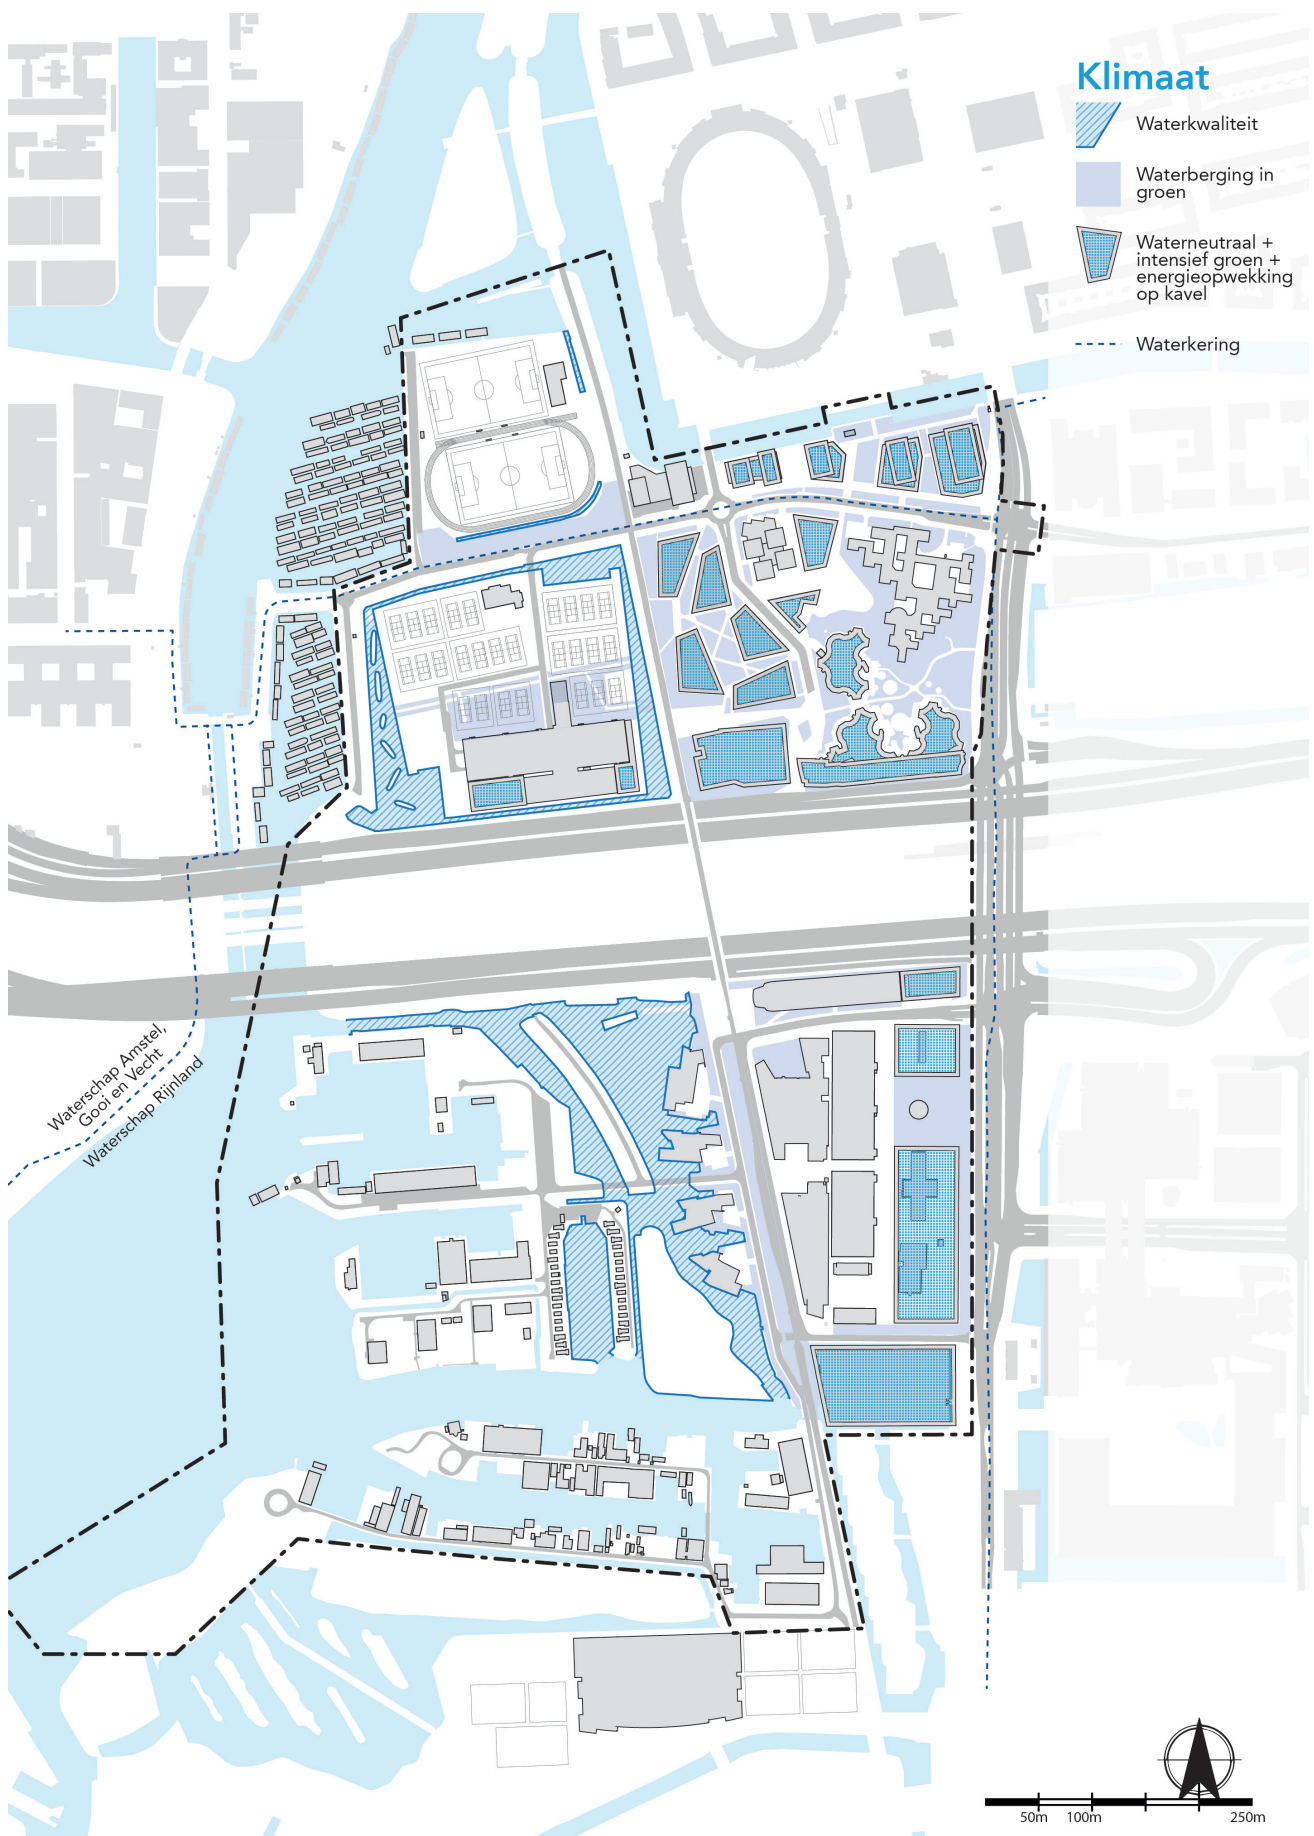 Klimaat
Waterkwaliteit
Waterberging in
groen
Waterneutraal +
intensief groen +
energieopwekking
op kavel
Waterkering
Waterschap Amstel,
Gooi en Vecht
Waterschap Rijnland
50m 100m 250m